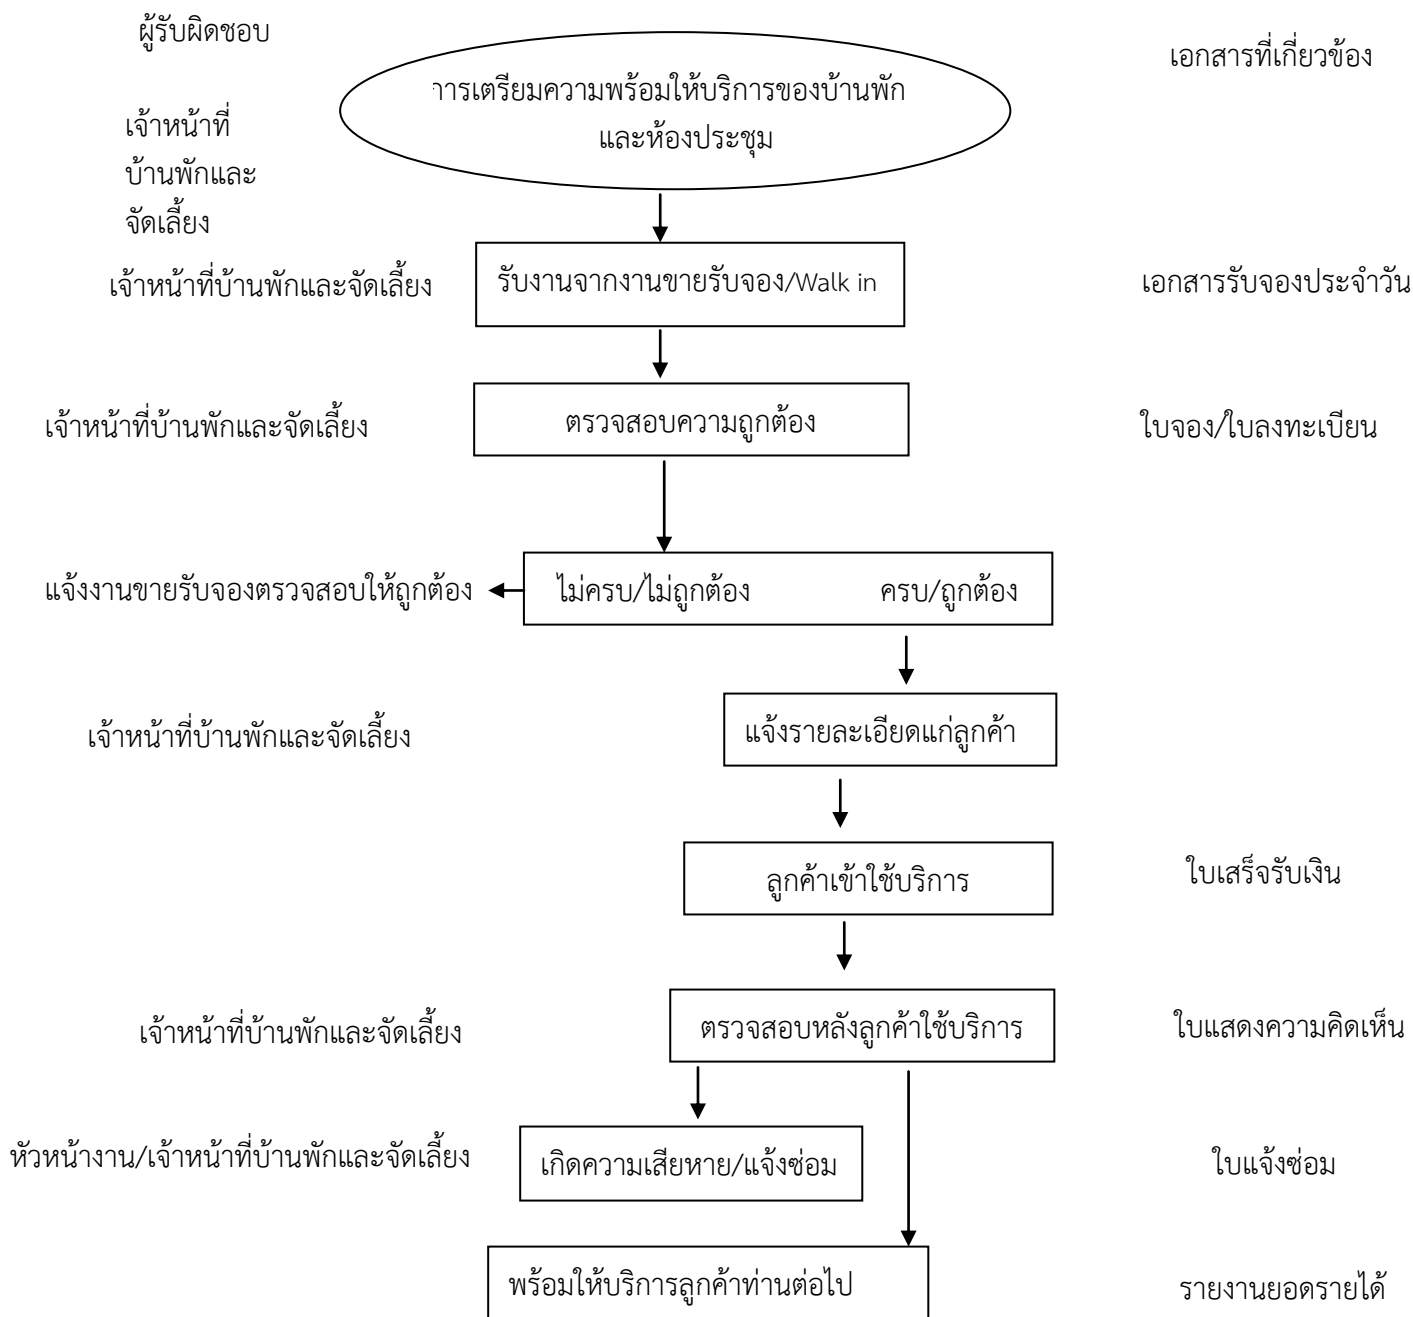 ผู้รับผิดชอบ
เอกสารที่เกี่ยวข้อง
การเตรียมความพร้อมให้บริการของบ้านพัก
และห้องประชุม
เจ้าหน้าที่
บ้านพักและ
จัดเลี้ยง
เจ้าหน้าที่บ้านพักและจัดเลี้ยง
รับงานจากงานขายรับจอง/Walk in
เอกสารรับจองประจำวัน
เจ้าหน้าที่บ้านพักและจัดเลี้ยง
ตรวจสอบความถูกต้อง
ใบจอง/ใบลงทะเบียน
แจ้งงานขายรับจองตรวจสอบให้ถูกต้อง
ไม่ครบ/ไม่ถูกต้อง
ครบ/ถูกต้อง
เจ้าหน้าที่บ้านพักและจัดเลี้ยง
แจ้งรายละเอียดแก่ลูกค้า
ลูกค้าเข้าใช้บริการ
ใบเสร็จรับเงิน
เจ้าหน้าที่บ้านพักและจัดเลี้ยง
ตรวจสอบหลังลูกค้าใช้บริการ
ใบแสดงความคิดเห็น
หัวหน้างาน/เจ้าหน้าที่บ้านพักและจัดเลี้ยง
เกิดความเสียหาย/แจ้งซ่อม
ใบแจ้งซ่อม
พร้อมให้บริการลูกค้าท่านต่อไป
รายงานยอดรายได้